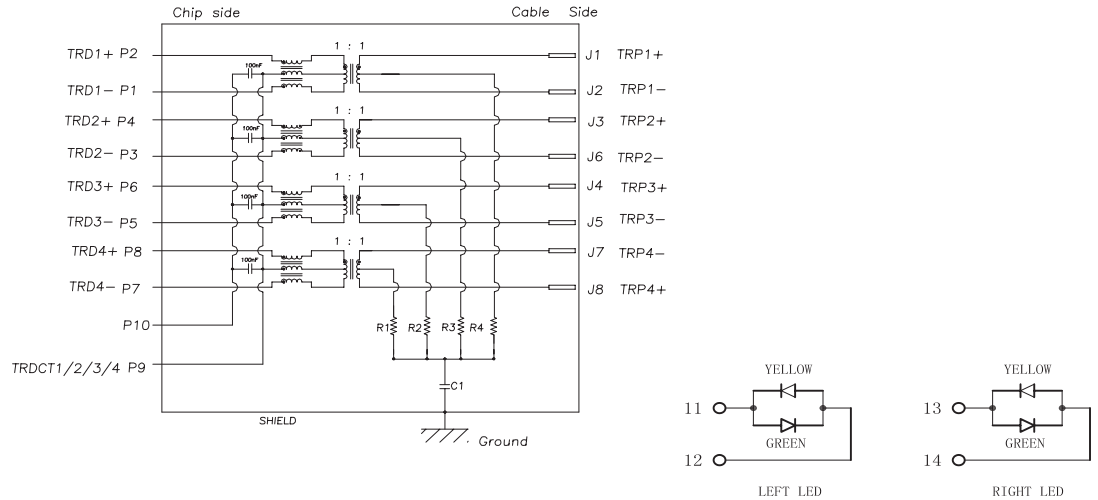 Chip side
Cable Side
1 : 1
TRD1+ P2
J1 TRP1+
100nF
TRD1- P1
J2 TRP1-
1 : 1
TRD2+ P4
J3 TRP2+
100nF
TRD2- P3
J6 TRP2-
1 : 1
TRD3+ P6
J4 TRP3+
100nF
TRD3- P5
J5 TRP3-
1 : 1
TRD4+ P8
J7 TRP4-
100nF
TRD4- P7
J8 TRP4+
P10
R1 R2 R3 R4
TRDCT1/2/3/4 P9
C1
SHIELD
Ground
YELLOW
11
GREEN
12
LEFT LED
YELLOW
13
GREEN
14
RIGHT LED